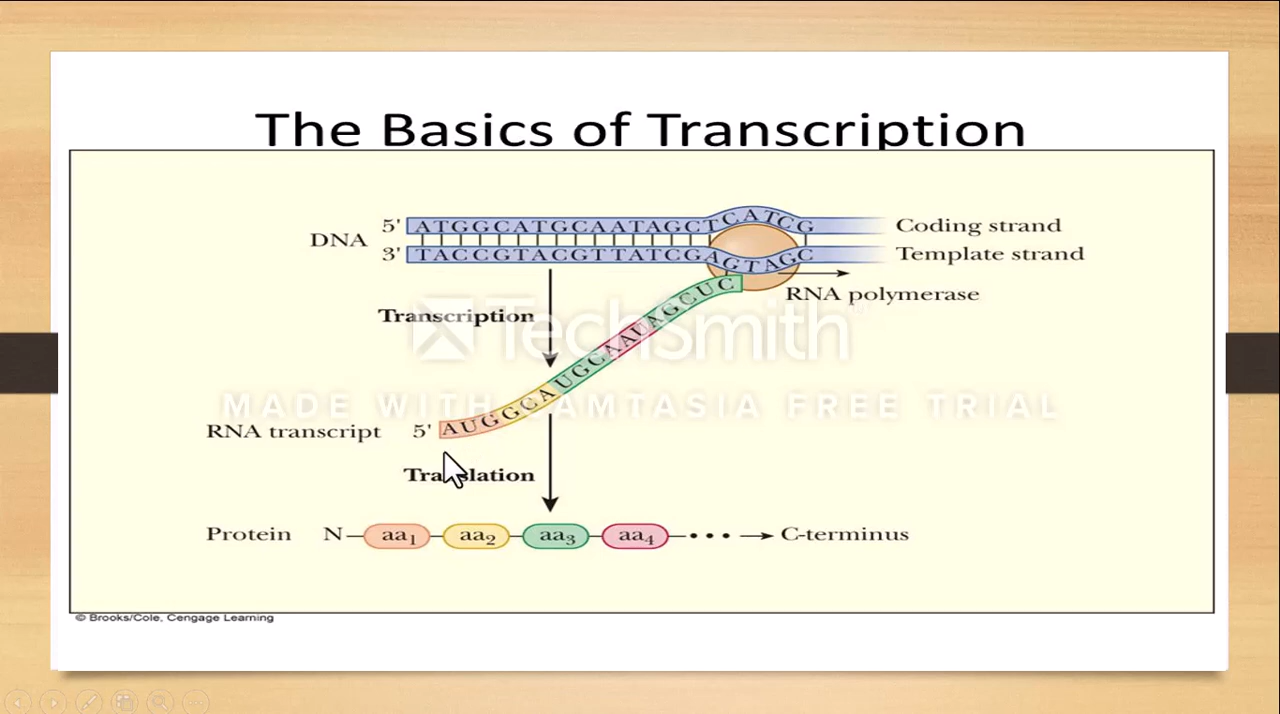 The Basics of Transcription
DNA
5' ATGGCATGCAATAGCTCATCG Coding strand
3' TACCGTACGTTATCGAGTAGC Template strand
RNA polymerase
Transcription
TechSmith
MADE WITH CAMTASIA FREE TRIAL
RNA transcript 5' AUGGCAUGCAAUAGCUC
Translation
Protein N aa1 aa2 aa3 aa4 C-terminus
© Brooks/Cole, Cengage Learning